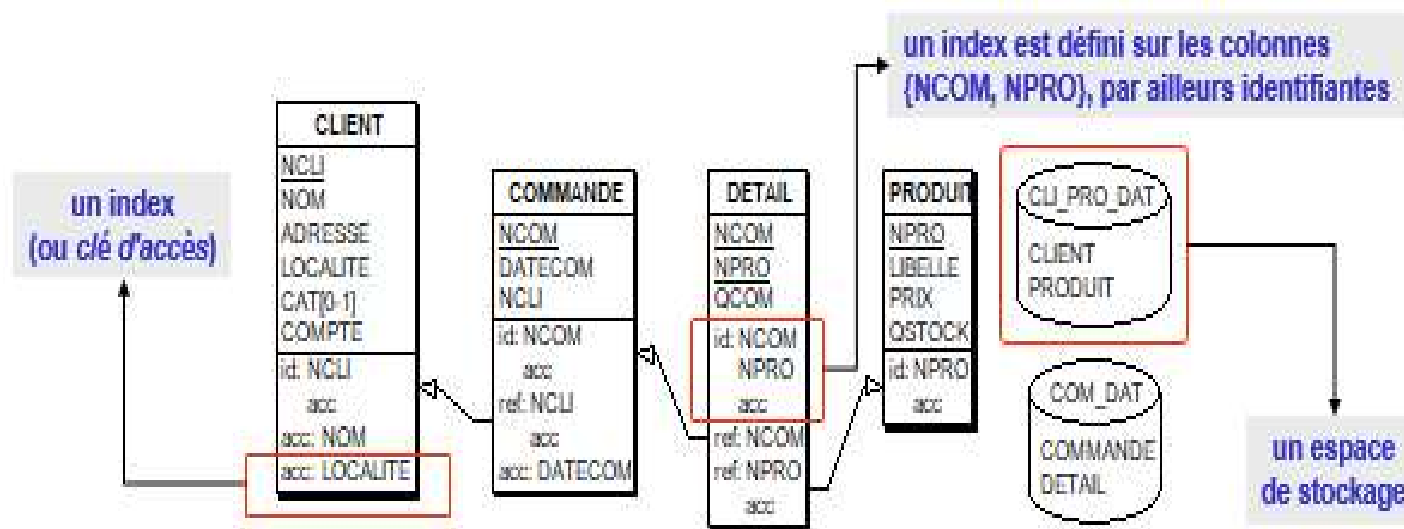 un index est défini sur les colonnes
{NCOM, NPRO}, par ailleurs identifiantes
un index
(ou clé d'accès)
CLIENT
NCLI
NOM
ADRESSE
LOCALITE
CAT[0-1]
COMPTE
id: NCLI
acc
acc: NOM
acc: LOCALITE
COMMANDE
NCOM
DATECOM
NCLI
id: NCOM
acc
ref: NCLI
acc
acc: DATECOM
DETAIL
NCOM
NPRO
QCOM
id: NCOM
NPRO
acc
ref: NCOM
ref: NPRO
acc
PRODUIT
NPRO
LIBELLE
PRIX
QSTOCK
id: NPRO
acc
CLI_PRO_DAT
CLIENT
PRODUIT
COM_DAT
COMMANDE
DETAIL
un espace
de stockage